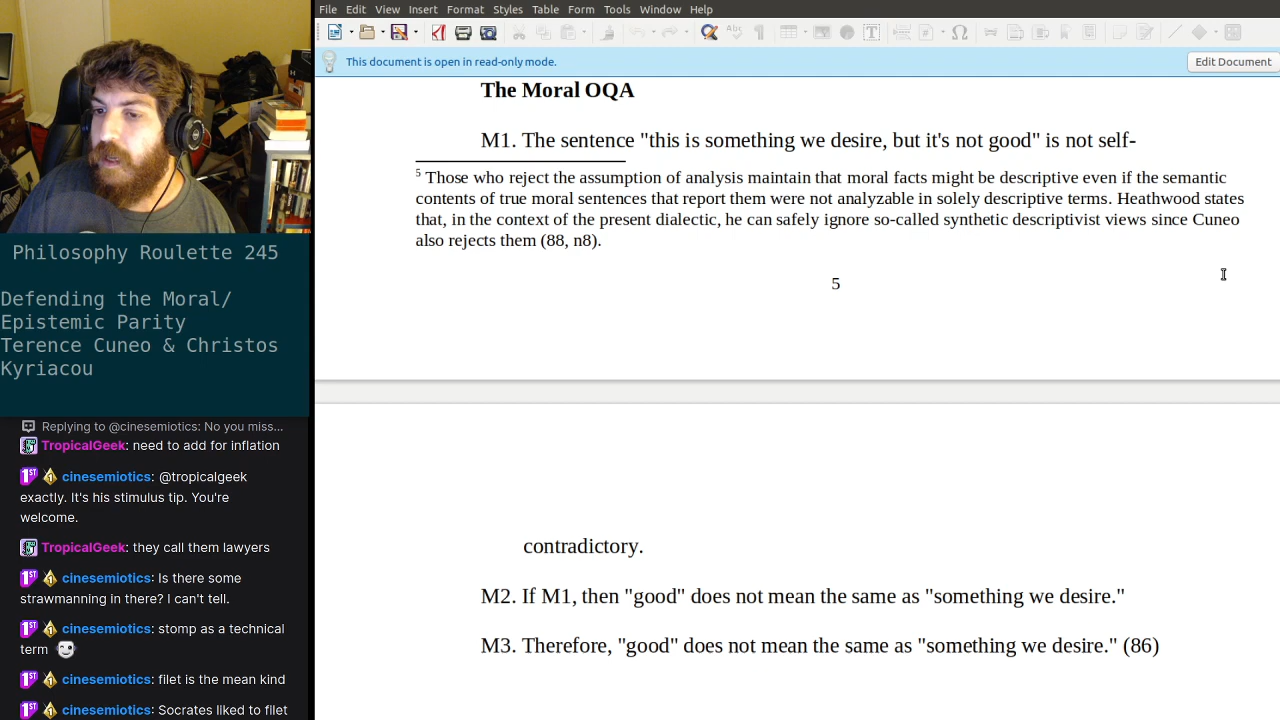 File Edit View Insert Format Styles Table Form Tools Window Help
This document is open in read-only mode.
Edit Document
The Moral OQA
M1. The sentence "this is something we desire, but it's not good" is not self-
5 Those who reject the assumption of analysis maintain that moral facts might be descriptive even if the semantic
contents of true moral sentences that report them were not analyzable in solely descriptive terms. Heathwood states
that, in the context of the present dialectic, he can safely ignore so-called synthetic descriptivist views since Cuneo
also rejects them (88, n8).
5
contradictory.
M2. If M1, then "good" does not mean the same as "something we desire."
M3. Therefore, "good" does not mean the same as "something we desire." (86)
Philosophy Roulette 245
Defending the Moral/
Epistemic Parity
Terence Cuneo & Christos
Kyriacou
Replying to @cinesemiotics: No you miss...
TropicalGeek: need to add for inflation
cinesemiotics: @tropicalgeek
exactly. It's his stimulus tip. You're
welcome.
TropicalGeek: they call them lawyers
cinesemiotics: Is there some
strawmanning in there? I can't tell.
cinesemiotics: stomp as a technical
term
cinesemiotics: filet is the mean kind
cinesemiotics: Socrates liked to filet